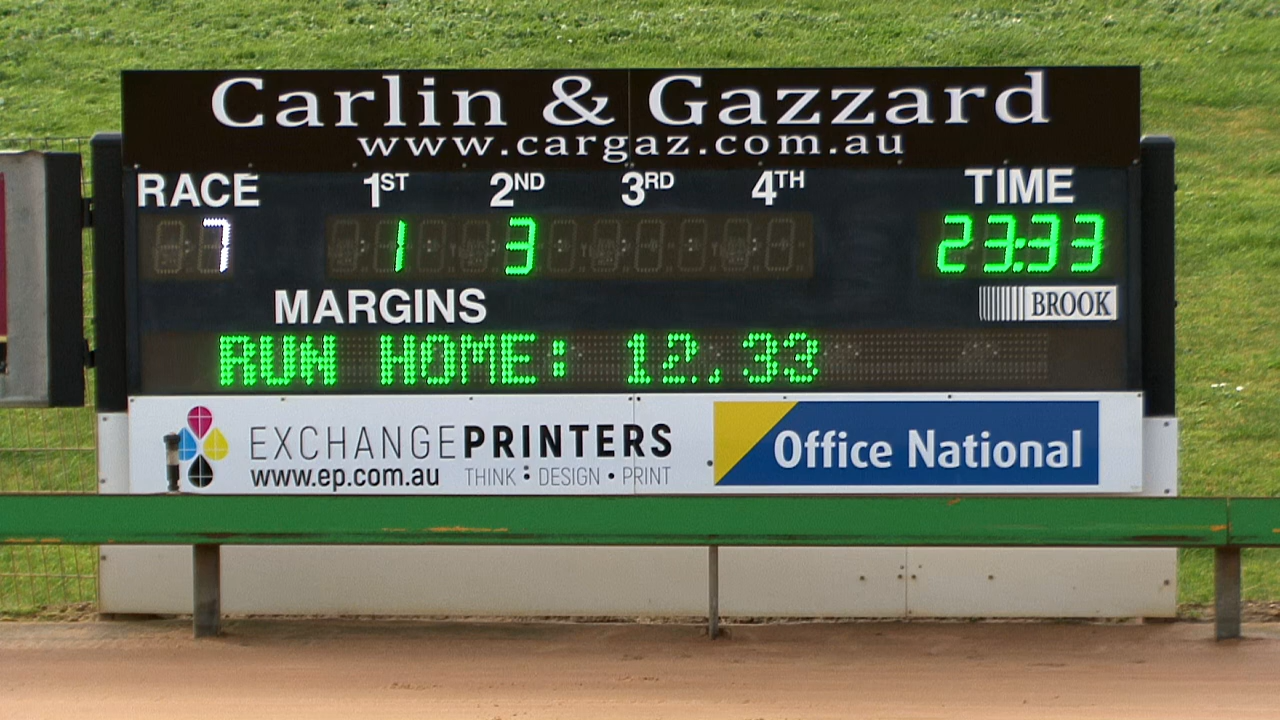 Carlin & Gazzard
www.cargaz.com.au
RACE 1ST 2ND 3RD 4TH TIME
7 1 3 23:33
MARGINS
BROOK
RUN HOME: 12.33
EXCHANGEPRINTERS
www.ep.com.au THINK : DESIGN • PRINT
Office National